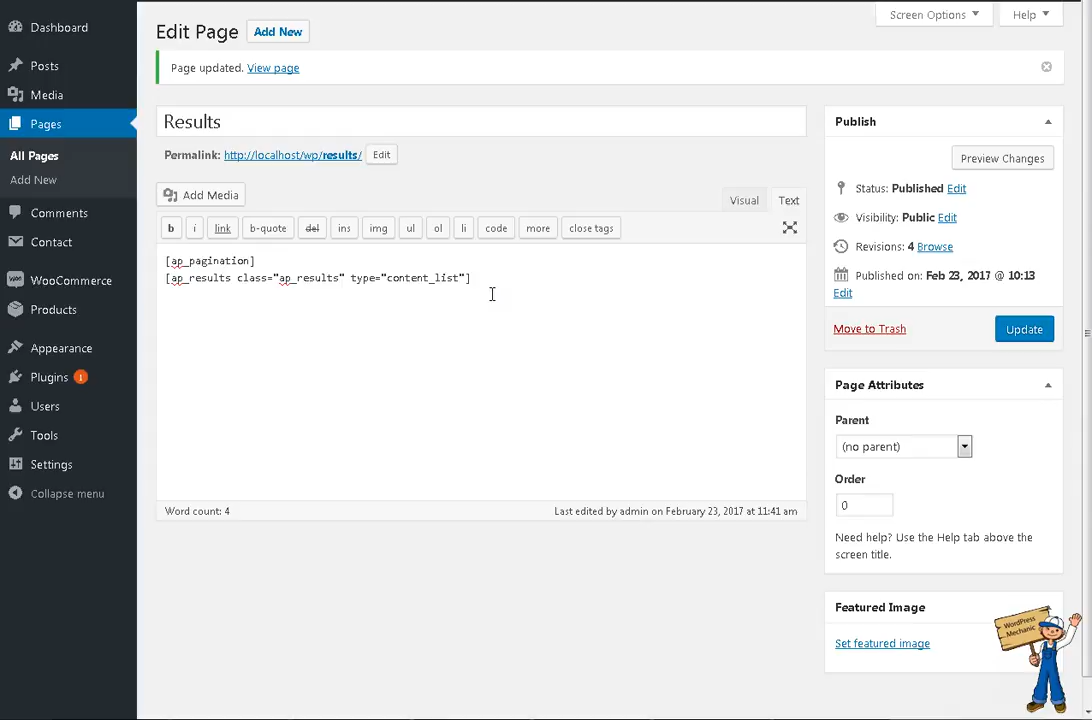 Dashboard
Posts
Media
Pages
All Pages
Add New
Comments
Contact
WooCommerce
Products
Appearance
Plugins 1
Users
Tools
Settings
Collapse menu
Screen Options
Help
Edit Page Add New
Page updated. View page
Results
Permalink: http://localhost/wp/results/ Edit
Add Media
Visual Text
b i link b-quote del ins img ul ol li code more close tags
[ap_pagination]
[ap_results class="ap_results" type="content_list"]
Word count: 4 Last edited by admin on February 23, 2017 at 11:41 am
Publish
Preview Changes
Status: Published Edit
Visibility: Public Edit
Revisions: 4 Browse
Published on: Feb 23, 2017 @ 10:13
Edit
Move to Trash Update
Page Attributes
Parent
(no parent)
Order
0
Need help? Use the Help tab above the
screen title.
Featured Image
Set featured image
WordPress
Mechanic